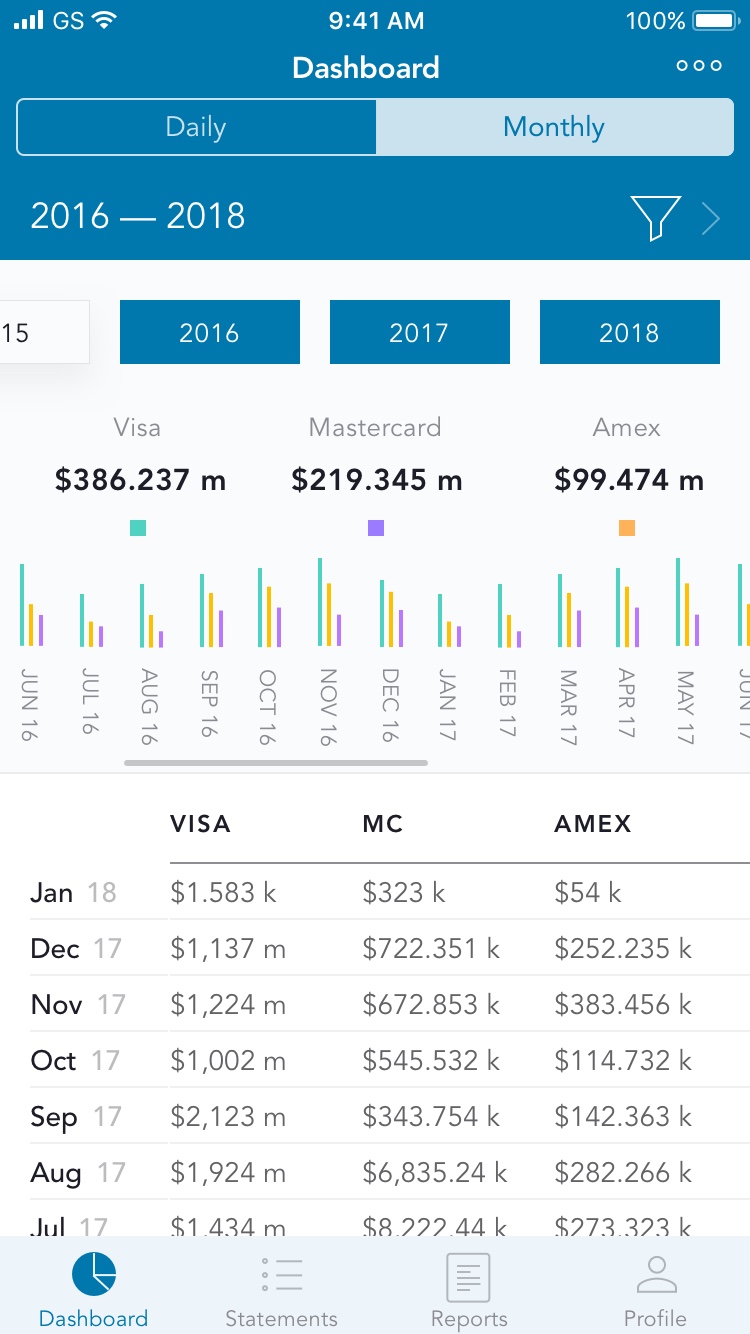 GS 9:41 AM 100%
Dashboard
Daily Monthly
2016 — 2018
15 2016 2017 2018
Visa Mastercard Amex
$386.237 m $219.345 m $99.474 m
JUN 16 JUL 16 AUG 16 SEP 16 OCT 16 NOV 16 DEC 16 JAN 17 FEB 17 MAR 17 APR 17 MAY 17 JUN 17
VISA MC AMEX
Jan 18 $1.583 k $323 k $54 k
Dec 17 $1,137 m $722.351 k $252.235 k
Nov 17 $1,224 m $672.853 k $383.456 k
Oct 17 $1,002 m $545.532 k $114.732 k
Sep 17 $2,123 m $343.754 k $142.363 k
Aug 17 $1,924 m $6,835.24 k $282.266 k
Jul 17 $1,434 m $8,222.44 k $273.323 k
Dashboard Statements Reports Profile